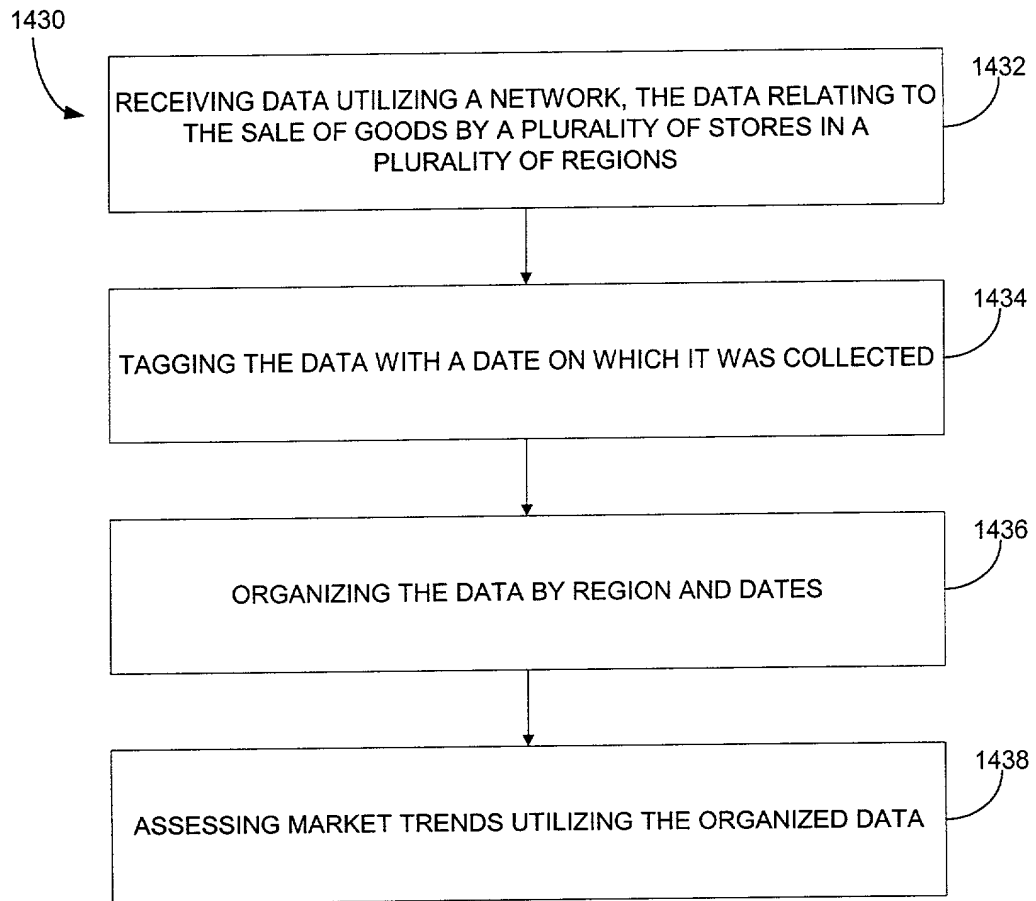 1430
1432
RECEIVING DATA UTILIZING A NETWORK, THE DATA RELATING TO
THE SALE OF GOODS BY A PLURALITY OF STORES IN A
PLURALITY OF REGIONS
1434
TAGGING THE DATA WITH A DATE ON WHICH IT WAS COLLECTED
1436
ORGANIZING THE DATA BY REGION AND DATES
1438
ASSESSING MARKET TRENDS UTILIZING THE ORGANIZED DATA